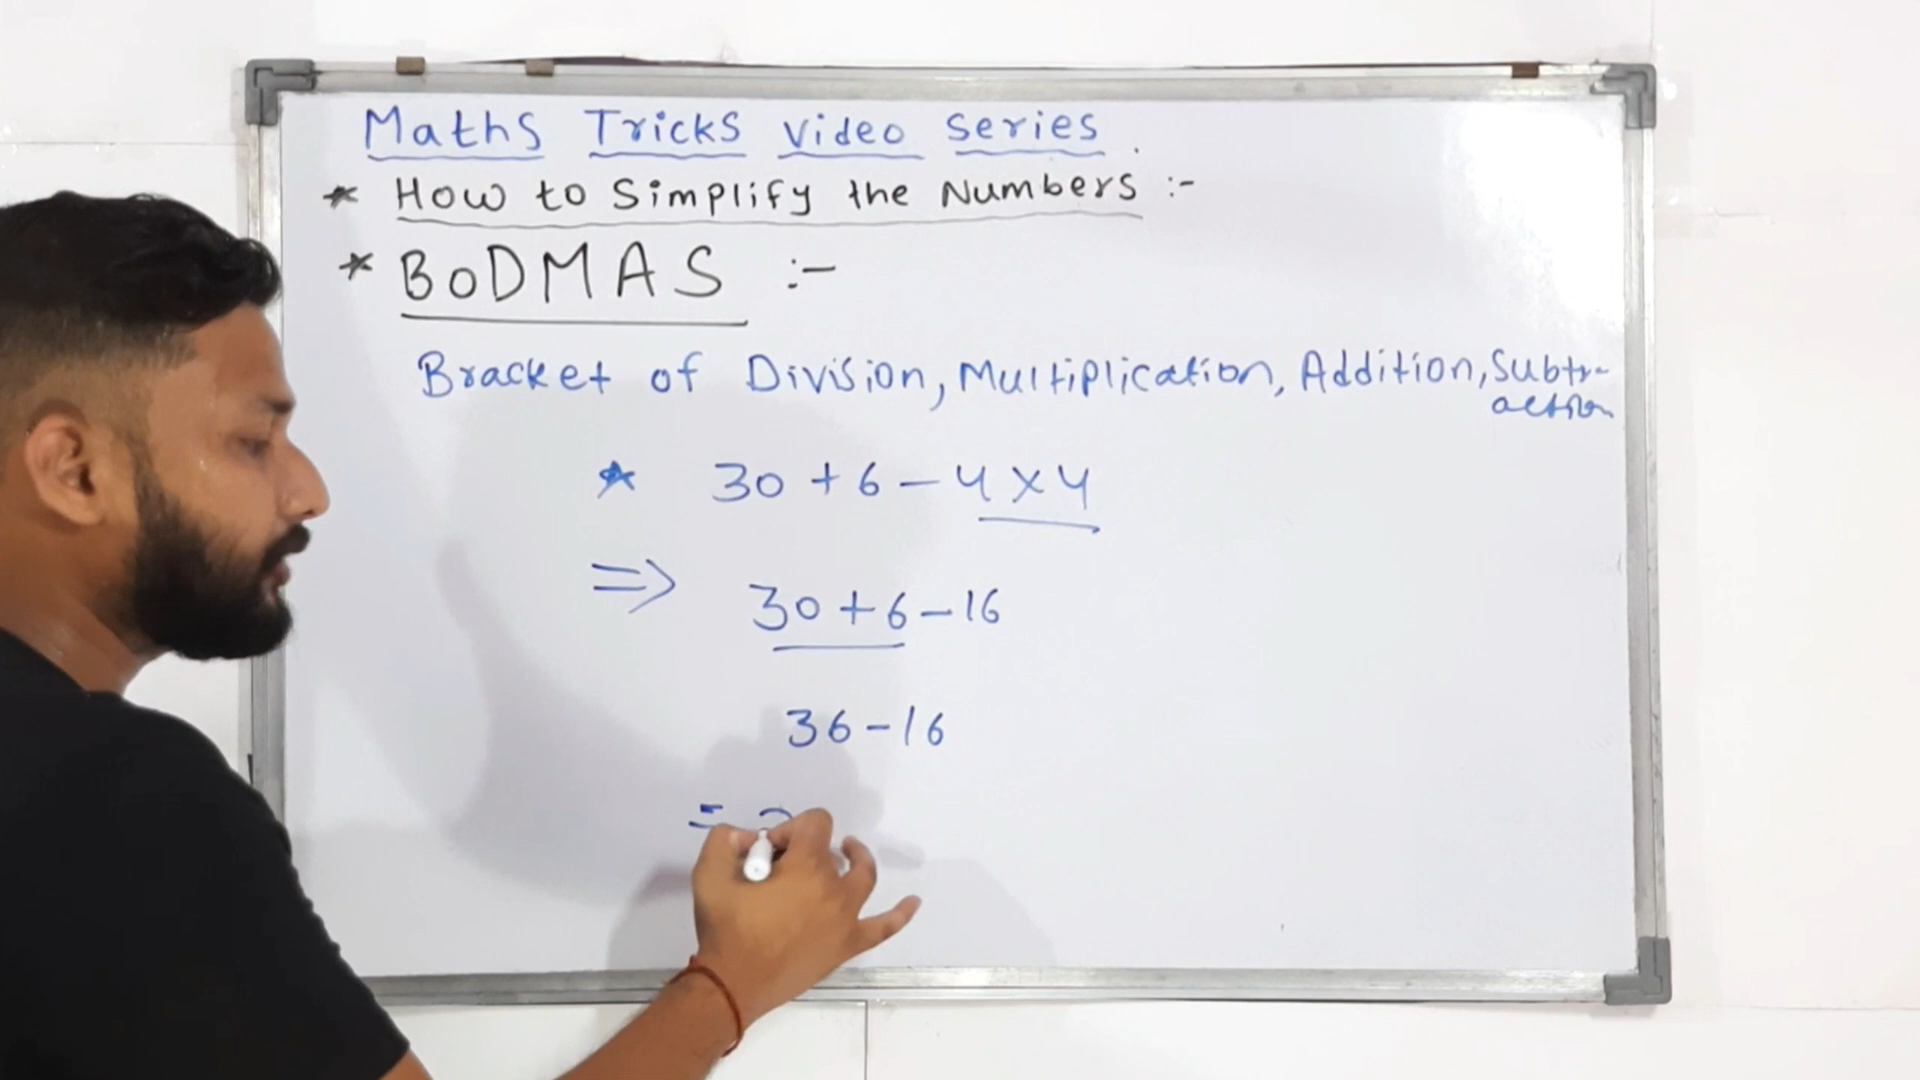 Maths Tricks Video Series.
* How to Simplify the Numbers :-
* BODMAS :-
Bracket of Division, Multiplication, Addition, Subtr-
action
* 30 + 6 - 4 × 4
⇒ 30 + 6 - 16
36 - 16
=